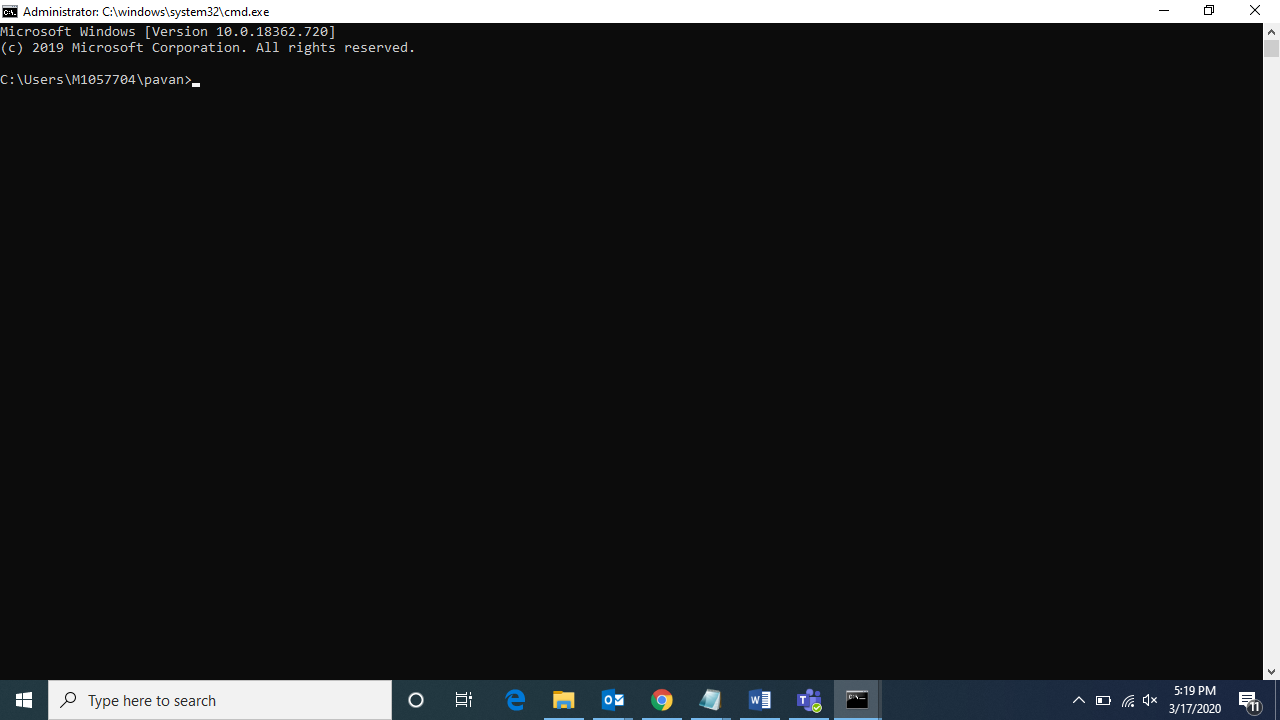 Administrator: C:\windows\system32\cmd.exe
Microsoft Windows [Version 10.0.18362.720]
(c) 2019 Microsoft Corporation. All rights reserved.
C:\Users\M1057704\pavan>
Type here to search
5:19 PM
3/17/2020
11